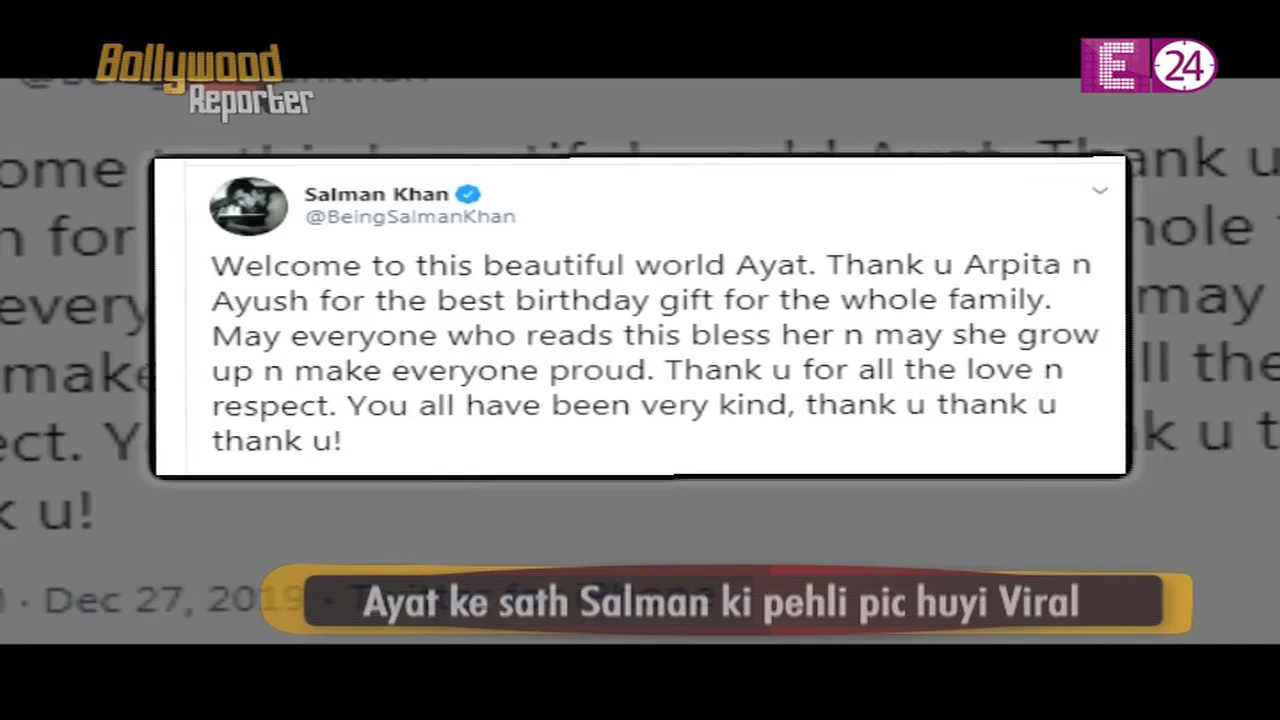 Bollywood
Reporter
E 24
Salman Khan
@BeingSalmanKhan
Welcome to this beautiful world Ayat. Thank u Arpita n
Ayush for the best birthday gift for the whole family.
May everyone who reads this bless her n may she grow
up n make everyone proud. Thank u for all the love n
respect. You all have been very kind, thank u thank u
thank u!
Dec 27, 2019
Ayat ke sath Salman ki pehli pic huyi Viral